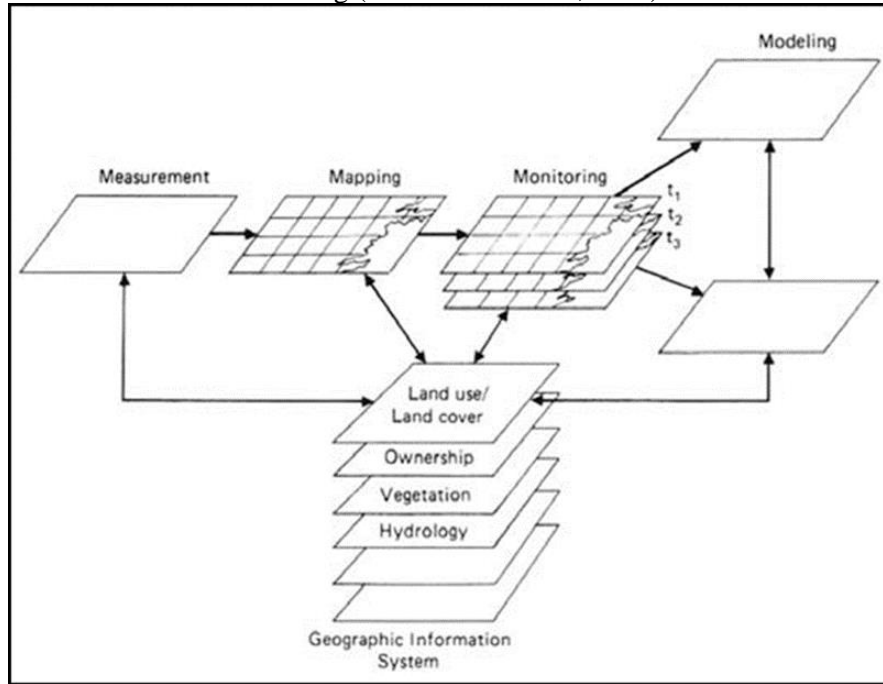 Modeling
Measurement
Mapping
Monitoring
t1
t2
t3
Land use/
Land cover
Ownership
Vegetation
Hydrology
Geographic Information
System